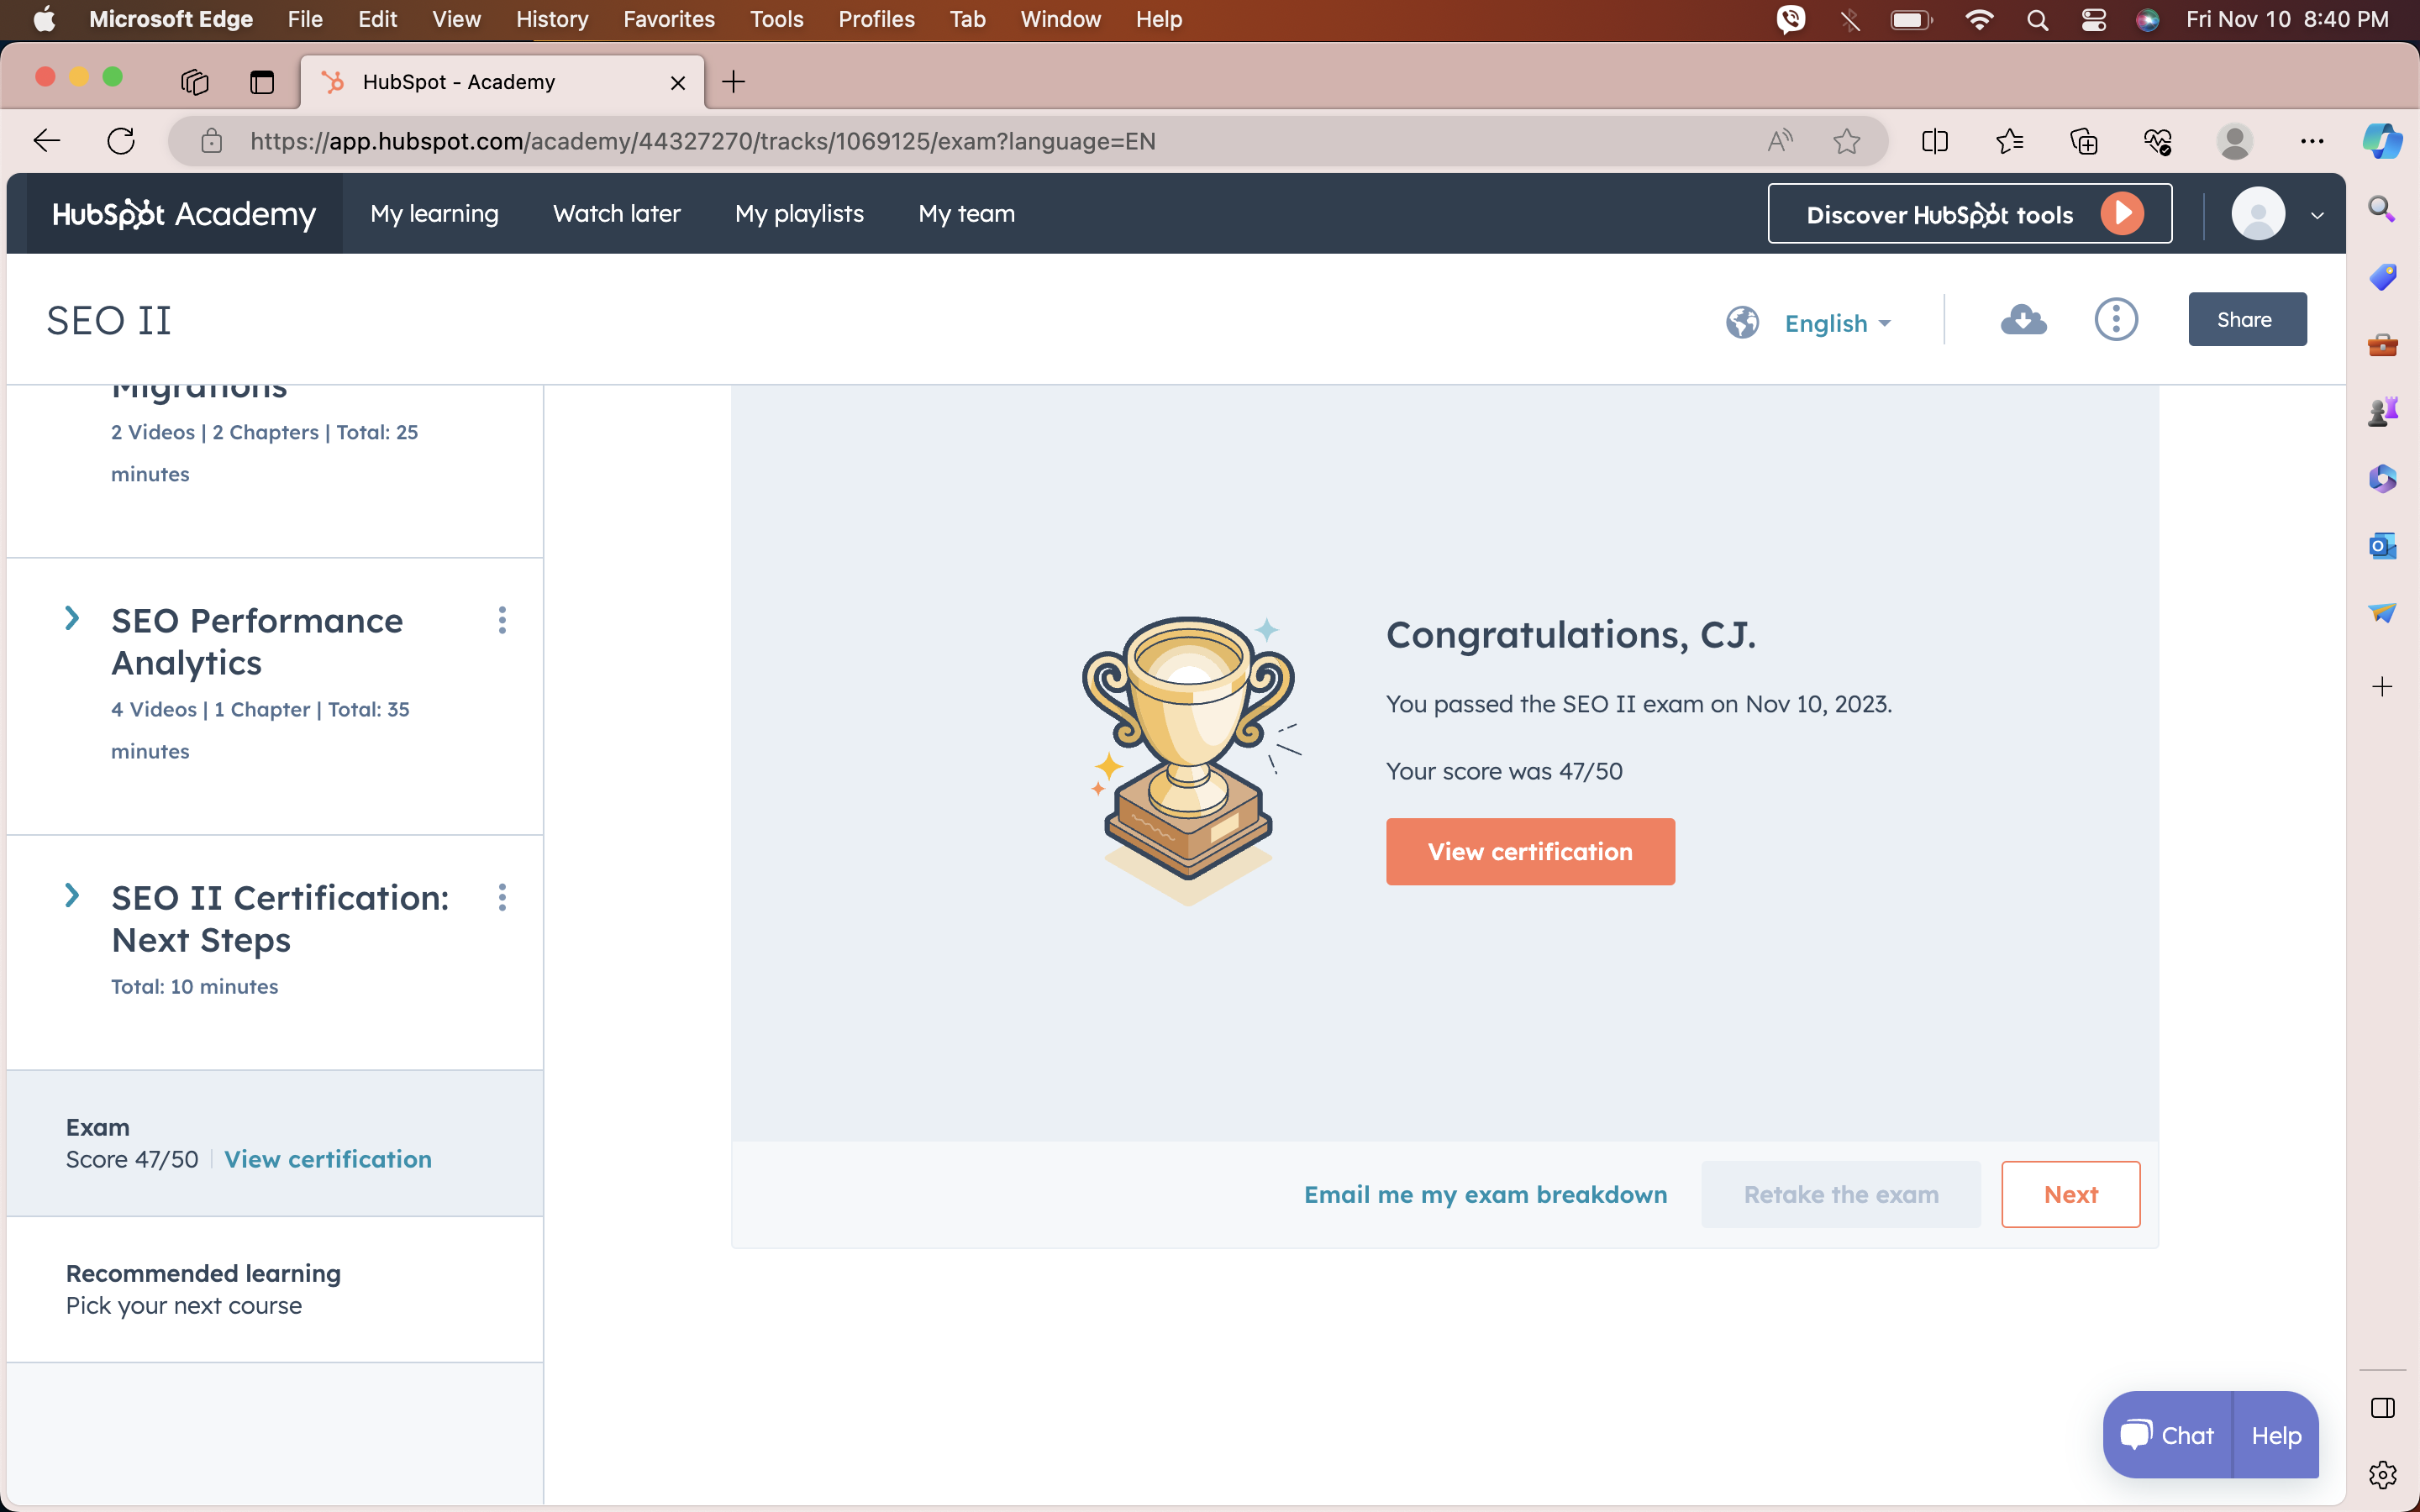 Microsoft Edge File Edit View History Favorites Tools Profiles Tab Window Help Fri Nov 10 8:40 PM
HubSpot - Academy
https://app.hubspot.com/academy/44327270/tracks/1069125/exam?language=EN
HubSpot Academy My learning Watch later My playlists My team Discover HubSpot tools
SEO II
English
Share
Migrations
2 Videos | 2 Chapters | Total: 25
minutes
SEO Performance
Analytics
4 Videos | 1 Chapter | Total: 35
minutes
SEO II Certification:
Next Steps
Total: 10 minutes
Exam
Score 47/50 View certification
Recommended learning
Pick your next course
Congratulations, CJ.
You passed the SEO II exam on Nov 10, 2023.
Your score was 47/50
View certification
Email me my exam breakdown Retake the exam Next
Chat Help